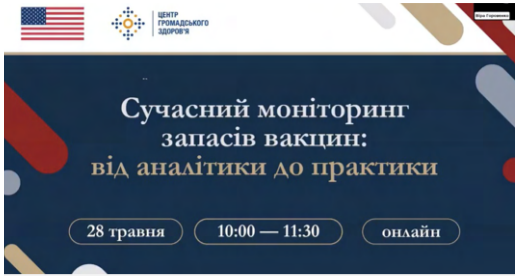 ЦЕНТР
ГРОМАДСЬКОГО
ЗДОРОВ'Я
Сучасний моніторинг
запасів вакцин:
від аналітики до практики
28 травня
10:00 — 11:30
онлайн